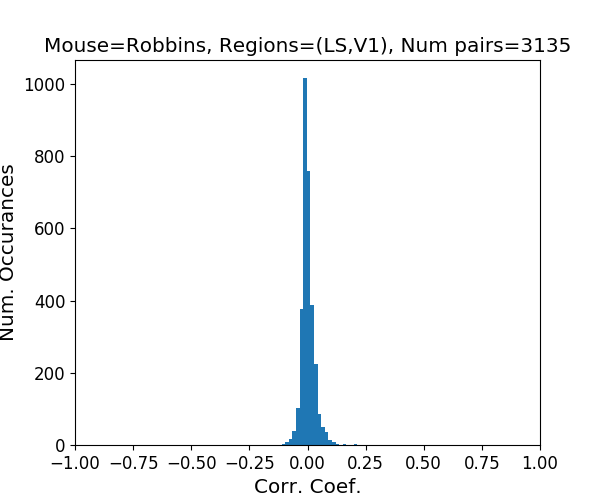 Mouse=Robbins, Regions=(LS,V1), Num pairs=3135
1000
800
600
400
200
0
Num. Occurances
−1.00 −0.75 −0.50 −0.25 0.00 0.25 0.50 0.75 1.00
Corr. Coef.